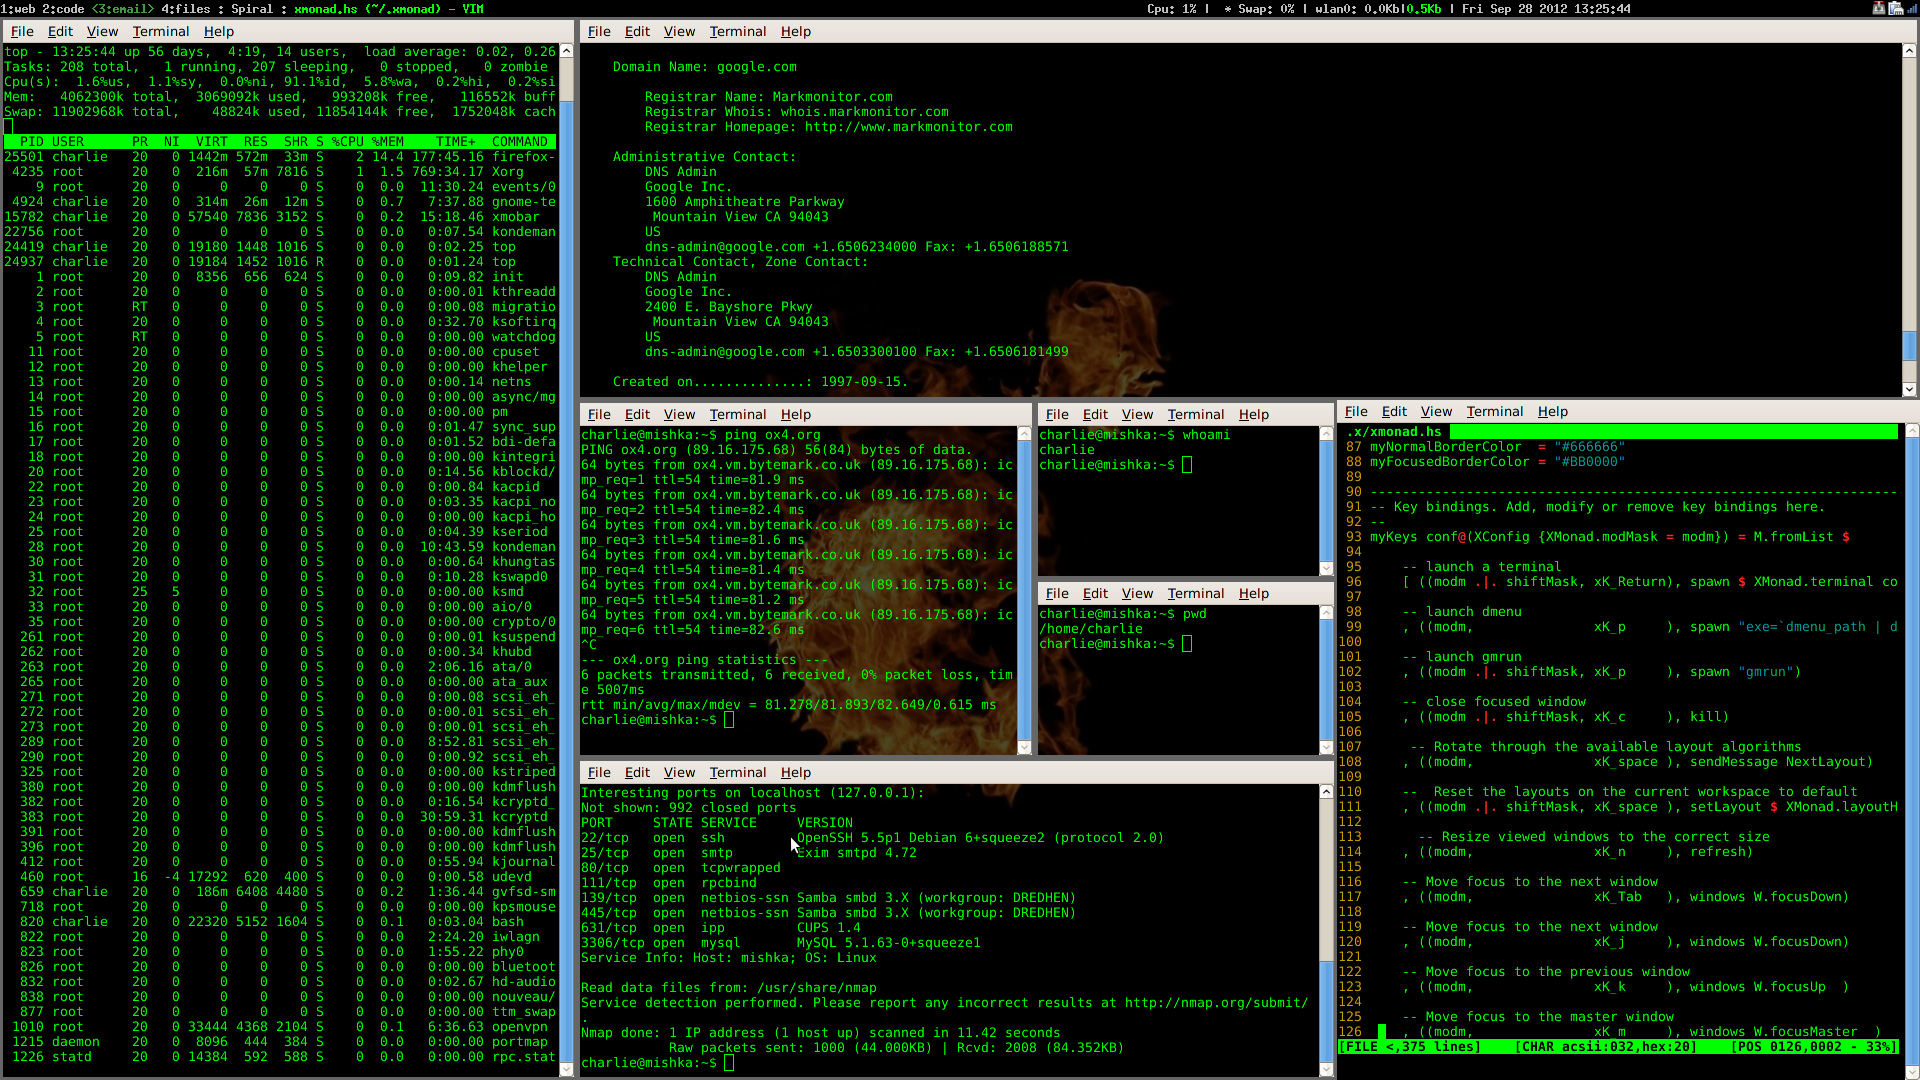 1:web 2:code <3:email> 4:files : Spiral : xmonad.hs (~/.xmonad) - VIM
Cpu: 1% |  * Swap: 0% | wlan0: 0.0Kb|0.5Kb | Fri Sep 28 2012 13:25:44
File Edit View Terminal Help
top - 13:25:44 up 56 days,  4:19, 14 users,  load average: 0.02, 0.26
Tasks: 208 total,   1 running, 207 sleeping,   0 stopped,   0 zombie
Cpu(s):  1.6%us,  1.1%sy,  0.0%ni, 91.1%id,  5.8%wa,  0.2%hi,  0.2%si
Mem:   4062300k total,  3069092k used,   993208k free,   116552k buff
Swap: 11902968k total,    48824k used, 11854144k free,  1752048k cach
PID USER      PR  NI  VIRT  RES  SHR S %CPU %MEM    TIME+  COMMAND
25501 charlie   20   0 1442m 572m  33m S    2 14.4 177:45.16 firefox-
4235 root      20   0  216m  57m 7816 S    1  1.5 769:34.17 Xorg
9 root      20   0     0    0    0 S    0  0.0  11:30.24 events/0
4924 charlie   20   0  314m  26m  12m S    0  0.7   7:37.88 gnome-te
15782 charlie   20   0 57540 7836 3152 S    0  0.2  15:18.46 xmobar
22756 root      20   0     0    0    0 S    0  0.0   0:07.54 kondeman
24419 charlie   20   0 19180 1448 1016 S    0  0.0   0:02.25 top
24937 charlie   20   0 19184 1452 1016 R    0  0.0   0:01.24 top
1 root      20   0  8356  656  624 S    0  0.0   0:09.82 init
2 root      20   0     0    0    0 S    0  0.0   0:00.01 kthreadd
3 root      RT   0     0    0    0 S    0  0.0   0:00.08 migratio
4 root      20   0     0    0    0 S    0  0.0   0:32.70 ksoftirq
5 root      RT   0     0    0    0 S    0  0.0   0:00.00 watchdog
11 root      20   0     0    0    0 S    0  0.0   0:00.00 cpuset
12 root      20   0     0    0    0 S    0  0.0   0:00.00 khelper
13 root      20   0     0    0    0 S    0  0.0   0:00.14 netns
14 root      20   0     0    0    0 S    0  0.0   0:00.00 async/mg
15 root      20   0     0    0    0 S    0  0.0   0:00.00 pm
16 root      20   0     0    0    0 S    0  0.0   0:01.47 sync_sup
17 root      20   0     0    0    0 S    0  0.0   0:01.52 bdi-defa
18 root      20   0     0    0    0 S    0  0.0   0:00.00 kintegri
20 root      20   0     0    0    0 S    0  0.0   0:14.56 kblockd/
22 root      20   0     0    0    0 S    0  0.0   0:00.84 kacpid
23 root      20   0     0    0    0 S    0  0.0   0:03.35 kacpi_no
24 root      20   0     0    0    0 S    0  0.0   0:00.00 kacpi_ho
25 root      20   0     0    0    0 S    0  0.0   0:04.39 kseriod
28 root      20   0     0    0    0 S    0  0.0  10:43.59 kondeman
30 root      20   0     0    0    0 S    0  0.0   0:00.64 khungtas
31 root      20   0     0    0    0 S    0  0.0   0:10.28 kswapd0
32 root      25   5     0    0    0 S    0  0.0   0:00.00 ksmd
33 root      20   0     0    0    0 S    0  0.0   0:00.00 aio/0
35 root      20   0     0    0    0 S    0  0.0   0:00.00 crypto/0
261 root      20   0     0    0    0 S    0  0.0   0:00.01 ksuspend
262 root      20   0     0    0    0 S    0  0.0   0:00.34 khubd
263 root      20   0     0    0    0 S    0  0.0   2:06.16 ata/0
265 root      20   0     0    0    0 S    0  0.0   0:00.00 ata_aux
271 root      20   0     0    0    0 S    0  0.0   0:00.08 scsi_eh_
272 root      20   0     0    0    0 S    0  0.0   0:00.01 scsi_eh_
273 root      20   0     0    0    0 S    0  0.0   0:00.01 scsi_eh_
289 root      20   0     0    0    0 S    0  0.0   8:52.81 scsi_eh_
290 root      20   0     0    0    0 S    0  0.0   0:00.92 scsi_eh_
325 root      20   0     0    0    0 S    0  0.0   0:00.00 kstriped
380 root      20   0     0    0    0 S    0  0.0   0:00.00 kdmflush
382 root      20   0     0    0    0 S    0  0.0   0:16.54 kcryptd_
383 root      20   0     0    0    0 S    0  0.0  30:59.31 kcryptd
391 root      20   0     0    0    0 S    0  0.0   0:00.00 kdmflush
396 root      20   0     0    0    0 S    0  0.0   0:00.00 kdmflush
412 root      20   0     0    0    0 S    0  0.0   0:55.94 kjournal
460 root      16  -4 17292  620  400 S    0  0.0   0:00.58 udevd
659 charlie   20   0  186m 6408 4480 S    0  0.2   1:36.44 gvfsd-sm
718 root      20   0     0    0    0 S    0  0.0   0:00.00 kpsmouse
820 charlie   20   0 22320 5152 1604 S    0  0.1   0:03.04 bash
822 root      20   0     0    0    0 S    0  0.0   2:24.20 iwlagn
823 root      20   0     0    0    0 S    0  0.0   1:55.22 phy0
826 root      20   0     0    0    0 S    0  0.0   0:00.00 bluetoot
832 root      20   0     0    0    0 S    0  0.0   0:02.67 hd-audio
838 root      20   0     0    0    0 S    0  0.0   0:00.00 nouveau/
877 root      20   0     0    0    0 S    0  0.0   0:00.00 ttm_swap
1010 root      20   0 33444 4368 2104 S    0  0.1   6:36.63 openvpn
1215 daemon    20   0  8096  444  384 S    0  0.0   0:00.00 portmap
1226 statd     20   0 14384  592  588 S    0  0.0   0:00.00 rpc.stat
File Edit View Terminal Help
Domain Name: google.com
Registrar Name: Markmonitor.com
Registrar Whois: whois.markmonitor.com
Registrar Homepage: http://www.markmonitor.com
Administrative Contact:
DNS Admin
Google Inc.
1600 Amphitheatre Parkway
Mountain View CA 94043
US
dns-admin@google.com +1.6506234000 Fax: +1.6506188571
Technical Contact, Zone Contact:
DNS Admin
Google Inc.
2400 E. Bayshore Pkwy
Mountain View CA 94043
US
dns-admin@google.com +1.6503300100 Fax: +1.6506181499
Created on..............: 1997-09-15.
File Edit View Terminal Help
charlie@mishka:~$ ping ox4.org
PING ox4.org (89.16.175.68) 56(84) bytes of data.
64 bytes from ox4.vm.bytemark.co.uk (89.16.175.68): ic
mp_req=1 ttl=54 time=81.9 ms
64 bytes from ox4.vm.bytemark.co.uk (89.16.175.68): ic
mp_req=2 ttl=54 time=82.4 ms
64 bytes from ox4.vm.bytemark.co.uk (89.16.175.68): ic
mp_req=3 ttl=54 time=81.6 ms
64 bytes from ox4.vm.bytemark.co.uk (89.16.175.68): ic
mp_req=4 ttl=54 time=81.4 ms
64 bytes from ox4.vm.bytemark.co.uk (89.16.175.68): ic
mp_req=5 ttl=54 time=81.2 ms
64 bytes from ox4.vm.bytemark.co.uk (89.16.175.68): ic
mp_req=6 ttl=54 time=82.6 ms
^C
--- ox4.org ping statistics ---
6 packets transmitted, 6 received, 0% packet loss, tim
e 5007ms
rtt min/avg/max/mdev = 81.278/81.893/82.649/0.615 ms
charlie@mishka:~$
File Edit View Terminal Help
charlie@mishka:~$ whoami
charlie
charlie@mishka:~$
File Edit View Terminal Help
charlie@mishka:~$ pwd
/home/charlie
charlie@mishka:~$
File Edit View Terminal Help
Interesting ports on localhost (127.0.0.1):
Not shown: 992 closed ports
PORT     STATE SERVICE     VERSION
22/tcp   open  ssh         OpenSSH 5.5p1 Debian 6+squeeze2 (protocol 2.0)
25/tcp   open  smtp        Exim smtpd 4.72
80/tcp   open  tcpwrapped
111/tcp  open  rpcbind
139/tcp  open  netbios-ssn Samba smbd 3.X (workgroup: DREDHEN)
445/tcp  open  netbios-ssn Samba smbd 3.X (workgroup: DREDHEN)
631/tcp  open  ipp         CUPS 1.4
3306/tcp open  mysql       MySQL 5.1.63-0+squeeze1
Service Info: Host: mishka; OS: Linux
Read data files from: /usr/share/nmap
Service detection performed. Please report any incorrect results at http://nmap.org/submit/
.
Nmap done: 1 IP address (1 host up) scanned in 11.42 seconds
Raw packets sent: 1000 (44.000KB) | Rcvd: 2008 (84.352KB)
charlie@mishka:~$
File Edit View Terminal Help
.x/xmonad.hs
87 myNormalBorderColor  = "#666666"
88 myFocusedBorderColor = "#BB0000"
89
90 ------------------------------------------------------------------
91 -- Key bindings. Add, modify or remove key bindings here.
92 --
93 myKeys conf@(XConfig {XMonad.modMask = modm}) = M.fromList $
94
95     -- launch a terminal
96     [ ((modm .|. shiftMask, xK_Return), spawn $ XMonad.terminal co
97
98     -- launch dmenu
99     , ((modm,               xK_p     ), spawn "exe=`dmenu_path | d
100
101     -- launch gmrun
102     , ((modm .|. shiftMask, xK_p     ), spawn "gmrun")
103
104     -- close focused window
105     , ((modm .|. shiftMask, xK_c     ), kill)
106
107      -- Rotate through the available layout algorithms
108     , ((modm,               xK_space ), sendMessage NextLayout)
109
110     --  Reset the layouts on the current workspace to default
111     , ((modm .|. shiftMask, xK_space ), setLayout $ XMonad.layoutH
112
113       -- Resize viewed windows to the correct size
114     , ((modm,               xK_n     ), refresh)
115
116     -- Move focus to the next window
117     , ((modm,               xK_Tab   ), windows W.focusDown)
118
119     -- Move focus to the next window
120     , ((modm,               xK_j     ), windows W.focusDown)
121
122     -- Move focus to the previous window
123     , ((modm,               xK_k     ), windows W.focusUp  )
124
125     -- Move focus to the master window
126     , ((modm,               xK_m     ), windows W.focusMaster  )
[FILE <,375 lines]    [CHAR acsii:032,hex:20]    [POS 0126,0002 - 33%]